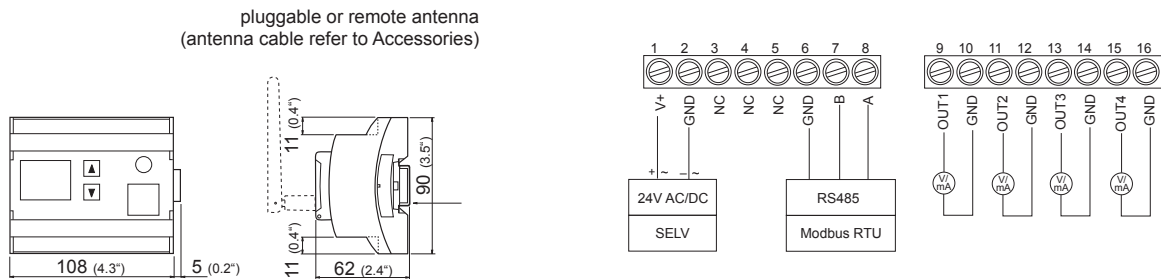 pluggable or remote antenna
(antenna cable refer to Accessories)
11 (0.4“)
90 (3.5“)
11 (0.4“)
108 (4.3“)
5 (0.2“)
62 (2.4“)
1 2 3 4 5 6 7 8
V+ GND NC NC NC GND B A
+ ~ – ~
24V AC/DC
SELV
RS485
Modbus RTU
9 10 11 12 13 14 15 16
OUT1 GND OUT2 GND OUT3 GND OUT4 GND
V/ mA V/ mA V/ mA V/ mA